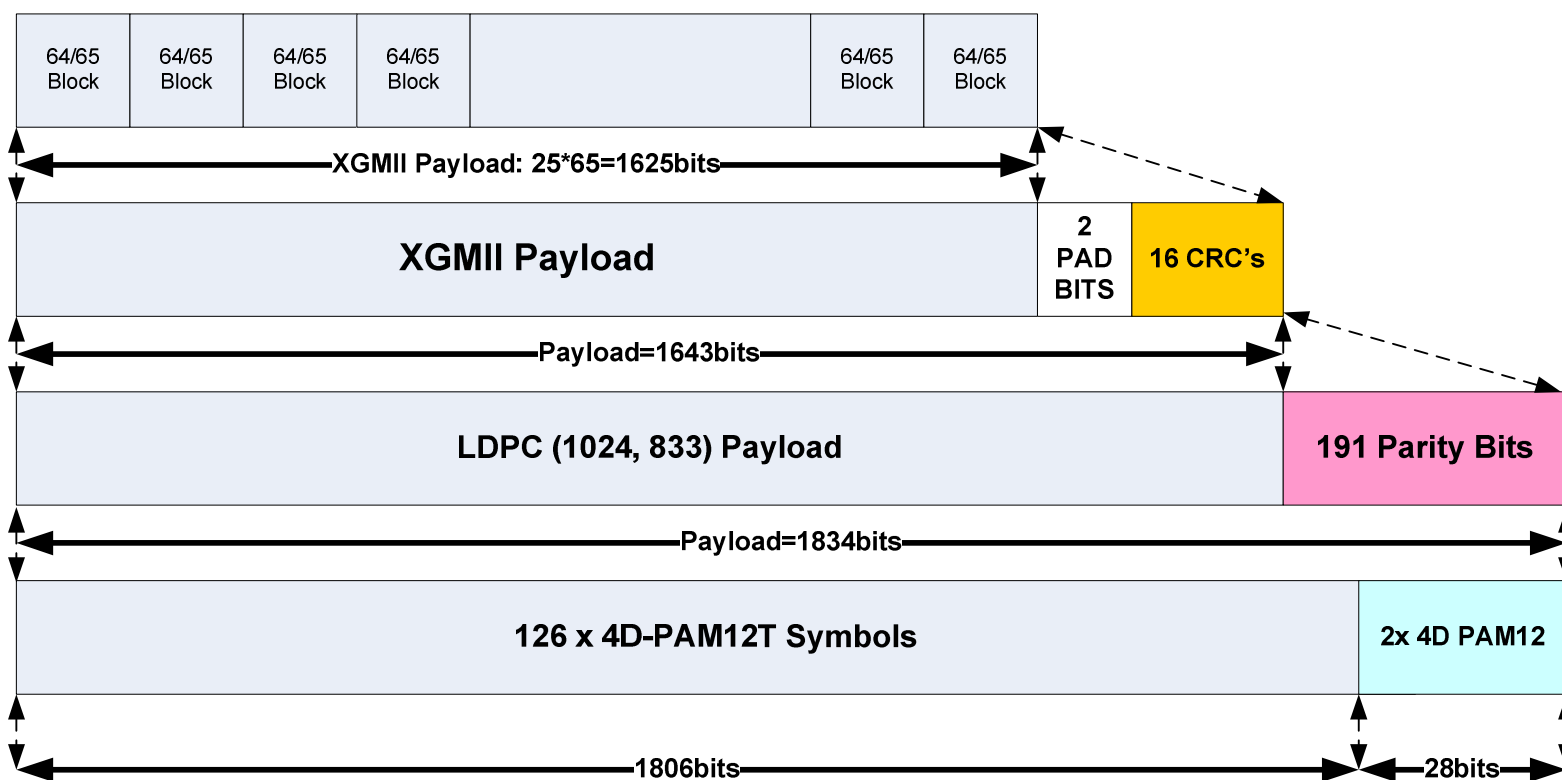 64/65
Block
64/65
Block
64/65
Block
64/65
Block
64/65
Block
64/65
Block
XGMII Payload: 25*65=1625bits
XGMII Payload
2
PAD
BITS
16 CRC's
Payload=1643bits
LDPC (1024, 833) Payload
191 Parity Bits
Payload=1834bits
126 x 4D-PAM12T Symbols
2x 4D PAM12
1806bits
28bits